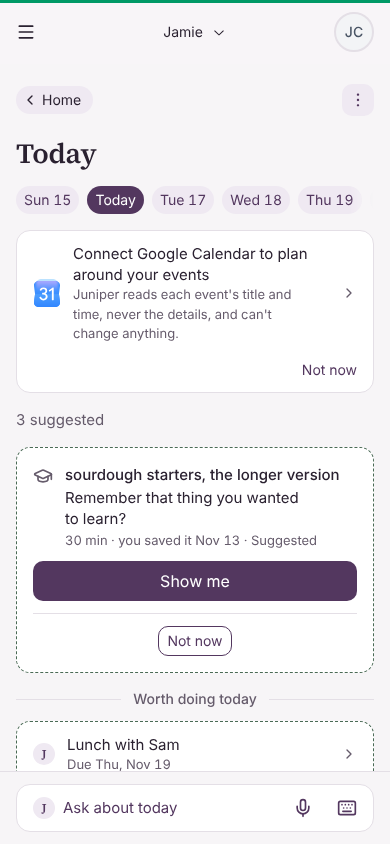 Jamie
JC
Home
Today
Sun 15
Today
Tue 17
Wed 18
Thu 19
Connect Google Calendar to plan
around your events
31
Juniper reads each event's title and
time, never the details, and can't
change anything.
Not now
3 suggested
sourdough starters, the longer version
Remember that thing you wanted
to learn?
30 min · you saved it Nov 13 · Suggested
Show me
Not now
Worth doing today
J
Lunch with Sam
Due Thu, Nov 19
J
Ask about today